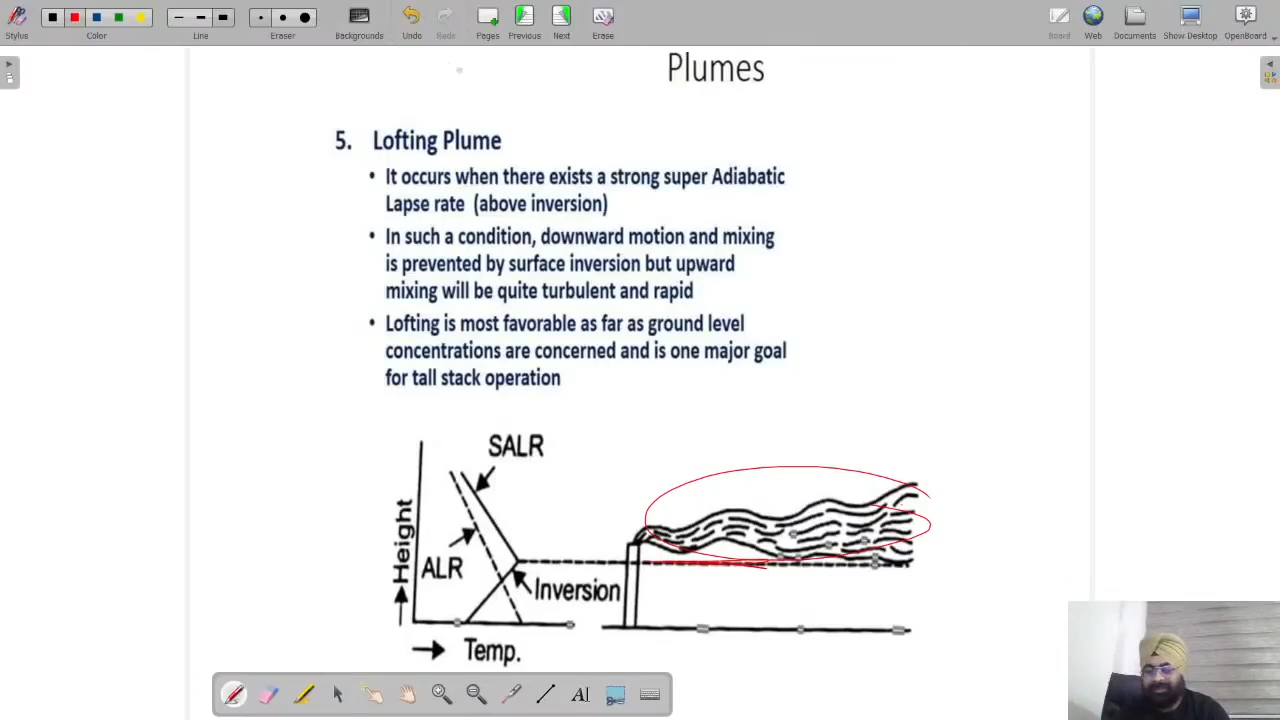 Stylus
Color
Line
Eraser
Backgrounds
Undo
Redo
Pages
Previous
Next
Erase
Board
Web
Documents
Show Desktop
OpenBoard
Plumes
5. Lofting Plume
• It occurs when there exists a strong super Adiabatic
Lapse rate (above inversion)
• In such a condition, downward motion and mixing
is prevented by surface inversion but upward
mixing will be quite turbulent and rapid
• Lofting is most favorable as far as ground level
concentrations are concerned and is one major goal
for tall stack operation
SALR
Height
ALR
Inversion
Temp.
AI